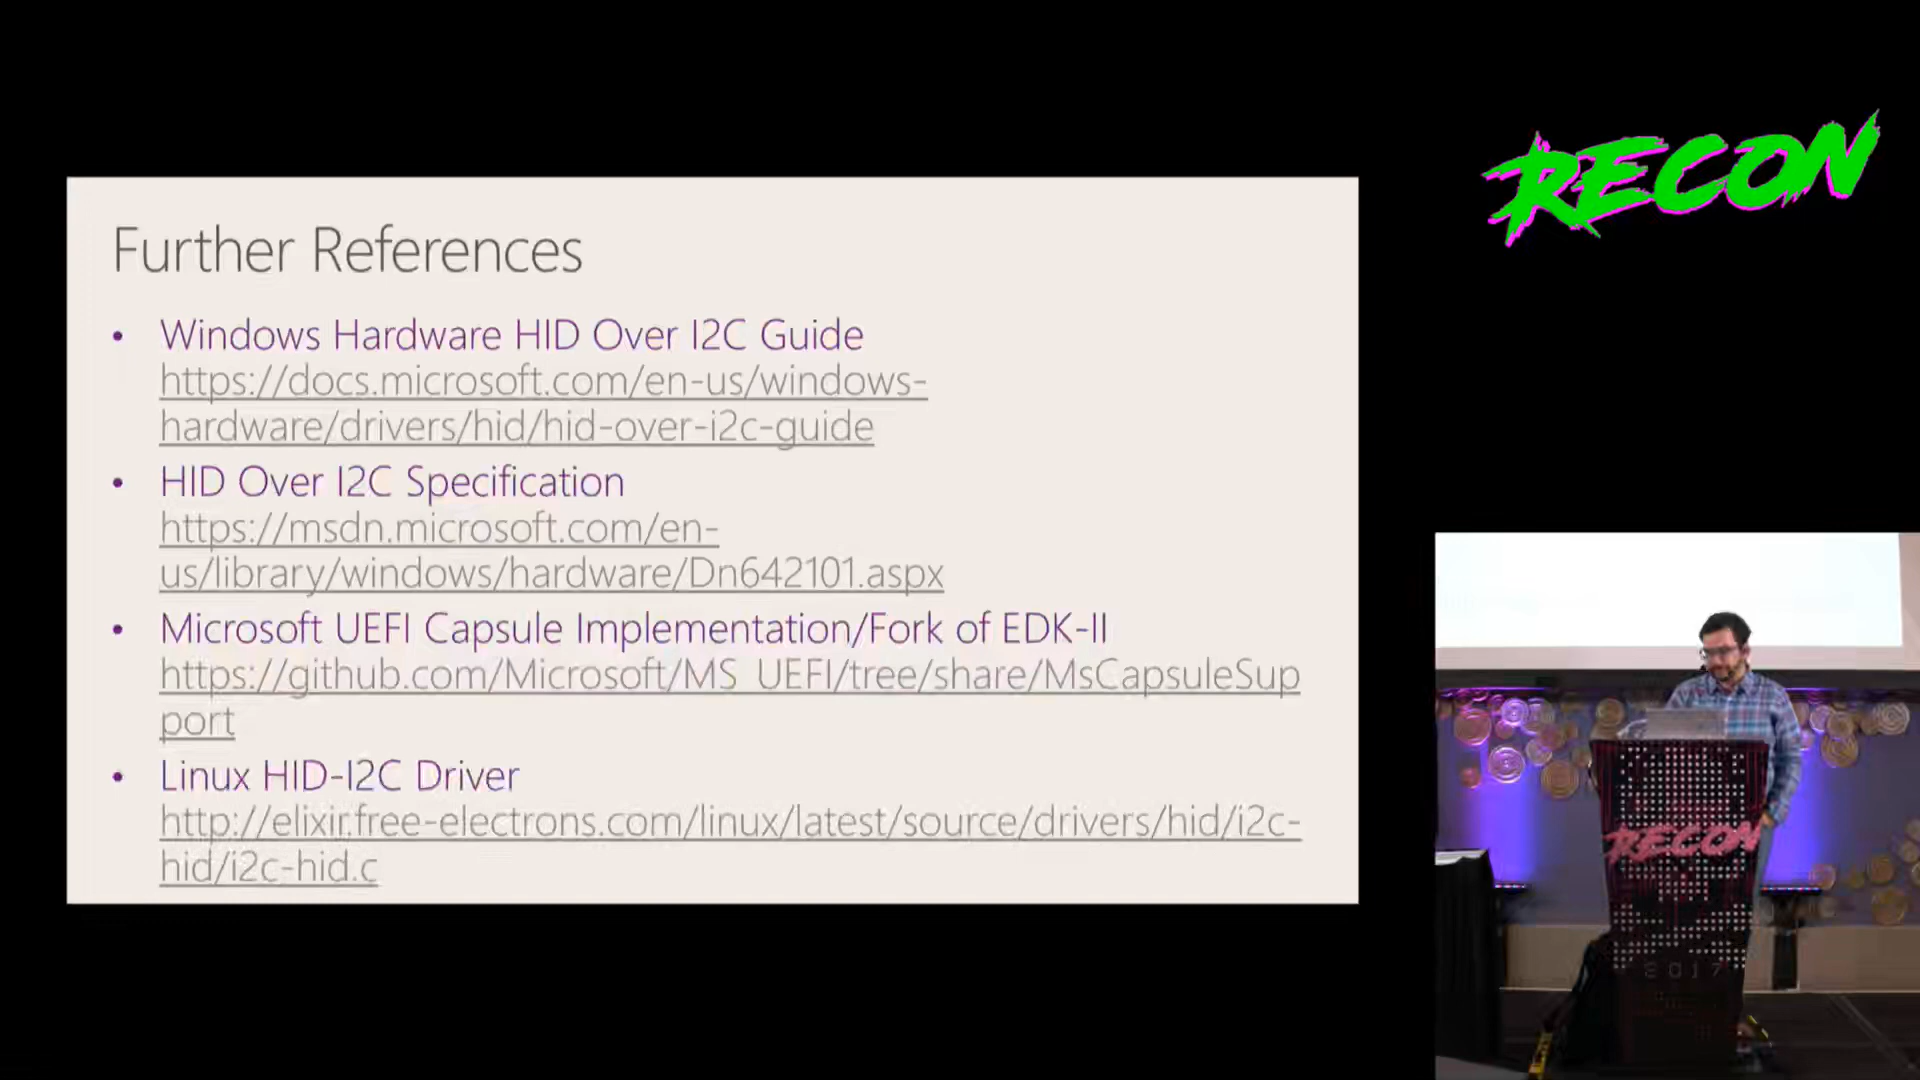 RECON
Further References
• Windows Hardware HID Over I2C Guide
https://docs.microsoft.com/en-us/windows-
hardware/drivers/hid/hid-over-i2c-guide
• HID Over I2C Specification
https://msdn.microsoft.com/en-
us/library/windows/hardware/Dn642101.aspx
• Microsoft UEFI Capsule Implementation/Fork of EDK-II
https://github.com/Microsoft/MS_UEFI/tree/share/MsCapsuleSup
port
• Linux HID-I2C Driver
http://elixir.free-electrons.com/linux/latest/source/drivers/hid/i2c-
hid/i2c-hid.c
RECON
2017